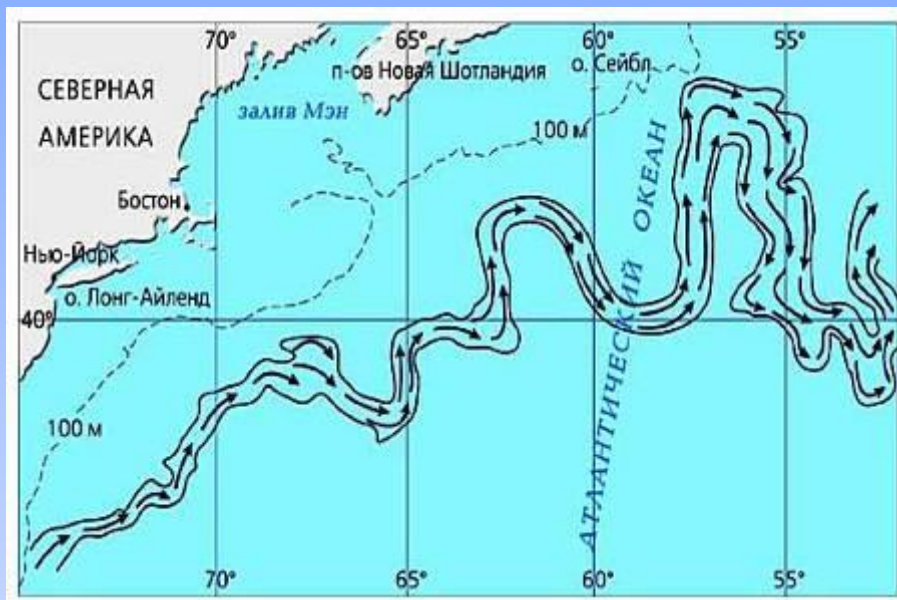 70°
65°
60°
55°
СЕВЕРНАЯ
АМЕРИКА
п-ов Новая Шотландия
о. Сейбл
залив Мэн
100 м
Бостон
Нью-Йорк
о. Лонг-Айленд
40°
100 м
АТЛАНТИЧЕСКИЙ ОКЕАН
70°
65°
60°
55°